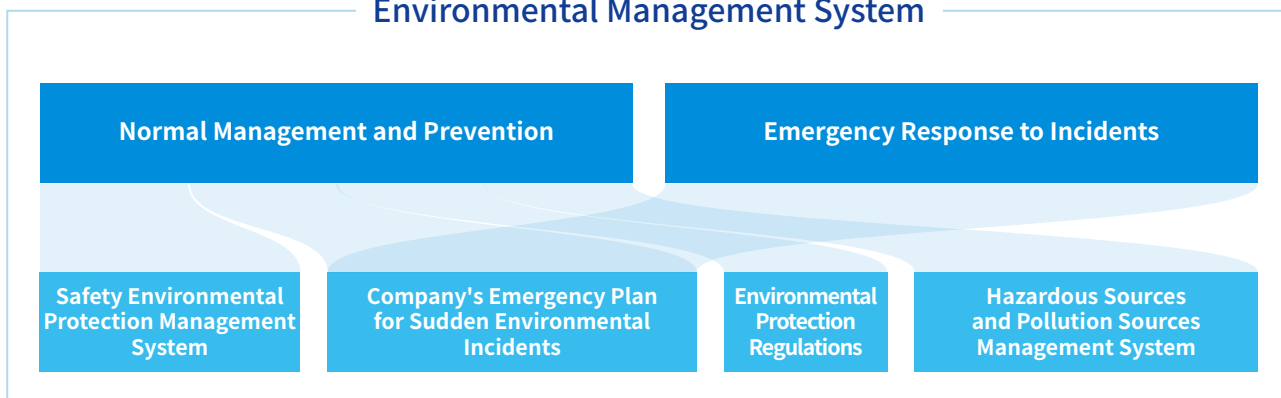 Environmental Management System
Normal Management and Prevention
Emergency Response to Incidents
Safety Environmental
Protection Management
System
Company's Emergency Plan
for Sudden Environmental
Incidents
Environmental
Protection
Regulations
Hazardous Sources
and Pollution Sources
Management System